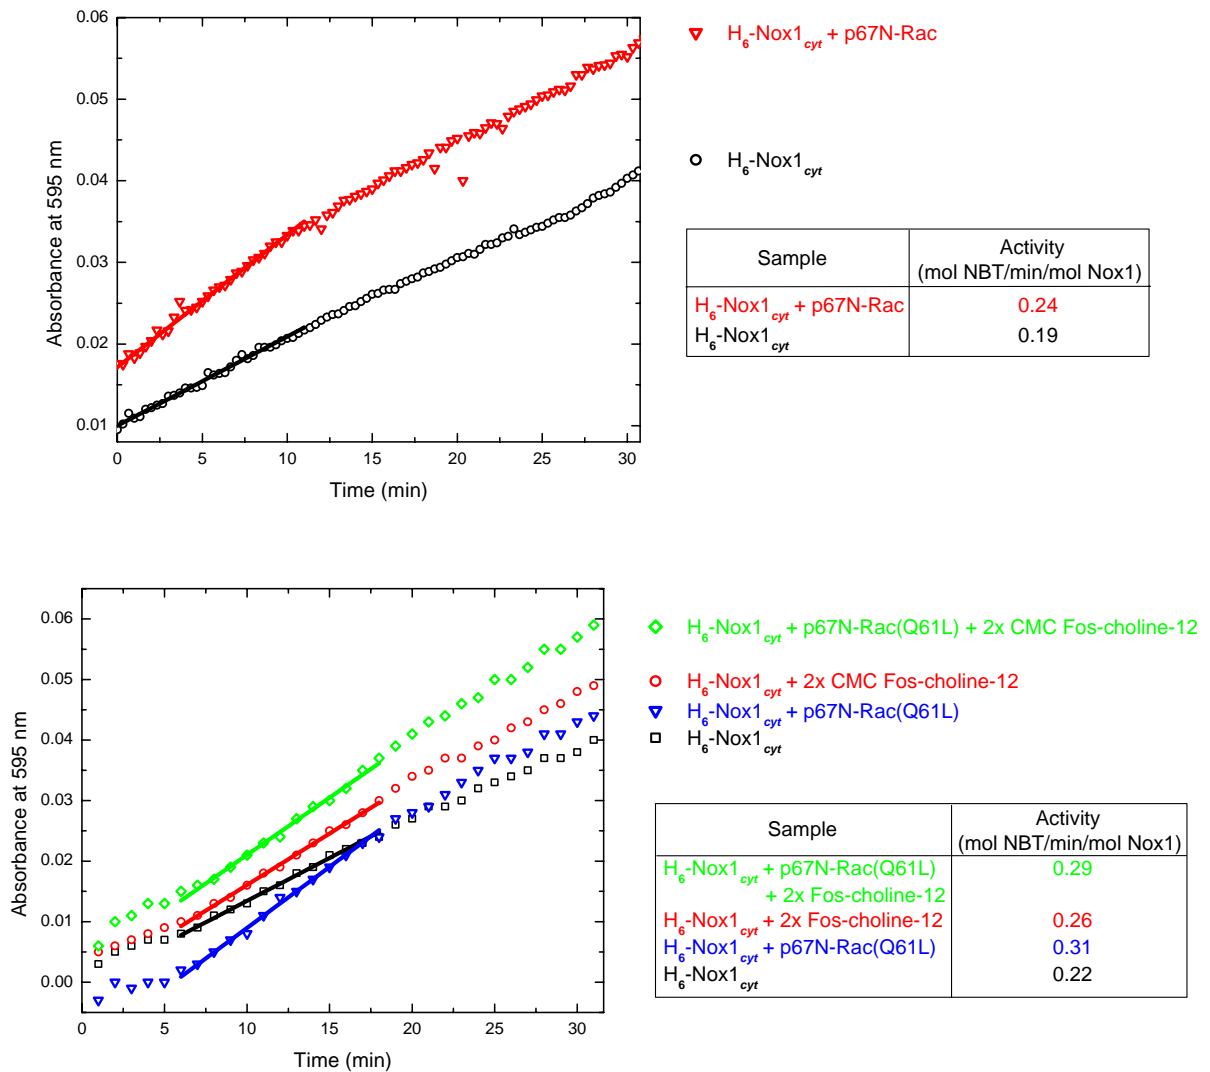 0.06
0.05
0.04
0.03
0.02
0.01
Absorbance at 595 nm
0 5 10 15 20 25 30
Time (min)
H6-Nox1cyt + p67N-Rac
H6-Nox1cyt
Sample Activity
(mol NBT/min/mol Nox1)
H6-Nox1cyt + p67N-Rac 0.24
H6-Nox1cyt 0.19
0.06
0.05
0.04
0.03
0.02
0.01
0.00
Absorbance at 595 nm
0 5 10 15 20 25 30
Time (min)
H6-Nox1cyt + p67N-Rac(Q61L) + 2x CMC Fos-choline-12
H6-Nox1cyt + 2x CMC Fos-choline-12
H6-Nox1cyt + p67N-Rac(Q61L)
H6-Nox1cyt
Sample Activity
(mol NBT/min/mol Nox1)
H6-Nox1cyt + p67N-Rac(Q61L) 0.29
+ 2x Fos-choline-12
H6-Nox1cyt + 2x Fos-choline-12 0.26
H6-Nox1cyt + p67N-Rac(Q61L) 0.31
H6-Nox1cyt 0.22